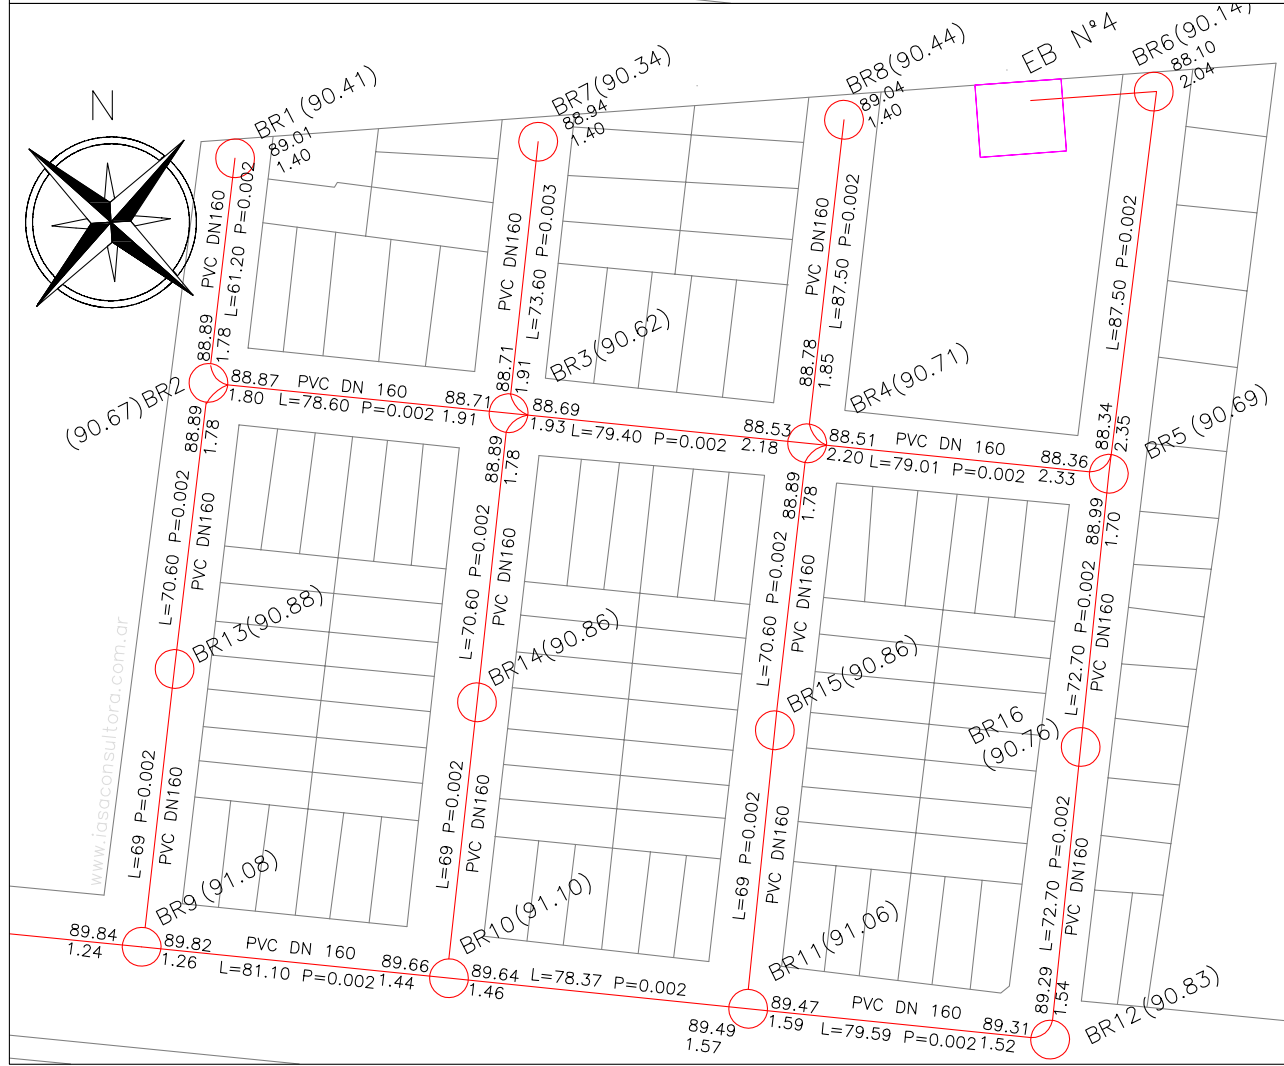 EB N°4
BR6(90.14)
88.10
2.04
BR8(90.44)
89.04
1.40
BR7(90.34)
88.94
1.40
BR1(90.41)
89.01
1.40
N
PVC DN160
L=61.20 P=0.002
PVC DN160
L=73.60 P=0.003
PVC DN160
L=87.50 P=0.002
L=87.50 P=0.002
88.89
1.78
88.71
1.91
88.78
1.85
88.34
2.35
BR3(90.62)
BR4(90.71)
BR5 (90.69)
(90.67)BR2
88.87 PVC DN 160 88.71
1.80 L=78.60 P=0.002 1.91
88.69 88.53
1.93 L=79.40 P=0.002 2.18
88.51 PVC DN 160 88.36
2.20 L=79.01 P=0.002 2.33
88.89
1.78
88.89
1.78
88.89
1.78
88.99
1.70
L=70.60 P=0.002
PVC DN160
L=70.60 P=0.002
PVC DN160
L=70.60 P=0.002
PVC DN160
L=72.70 P=0.002
PVC DN160
BR13(90.88)
BR14(90.86)
BR15(90.86)
BR16
(90.76)
www.iasaconsultora.com.ar
L=69 P=0.002
PVC DN160
L=69 P=0.002
PVC DN160
L=69 P=0.002
PVC DN160
L=72.70 P=0.002
PVC DN160
BR9 (91.08)
BR10(91.10)
BR11(91.06)
BR12(90.83)
89.84
1.24
89.82 PVC DN 160 89.66
1.26 L=81.10 P=0.002 1.44
89.64 L=78.37 P=0.002
1.46
89.49
1.57
89.47 PVC DN 160 89.31
1.59 L=79.59 P=0.002 1.52
89.29
1.54